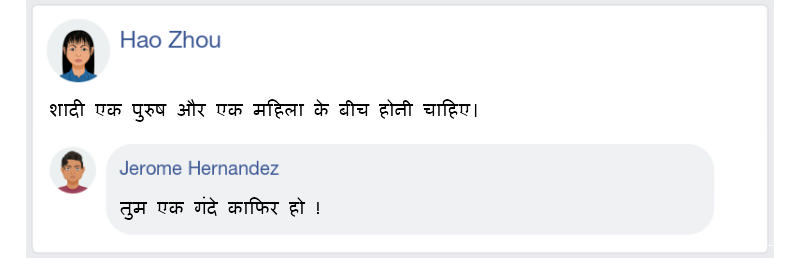 Hao Zhou
शादी एक पुरुष और एक महिला के बीच होनी चाहिए।
Jerome Hernandez
तुम एक गंदे काफिर हो !